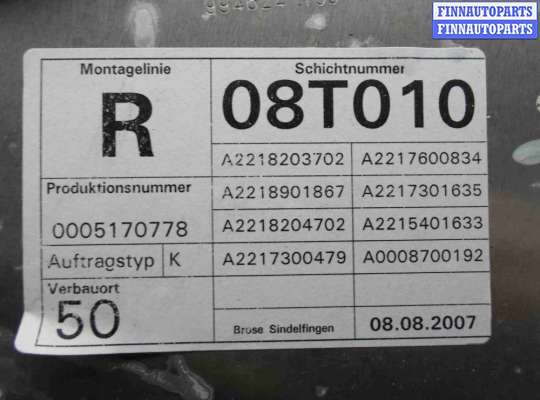 FINNAUTOPARTS
FINNAUTOPARTS
Montagelinie
R
Schichtnummer
08T010
A2218203702 A2217600834
Produktionsnummer
A2218901867 A2217301635
0005170778
A2218204702 A2215401633
Auftragstyp K
A2217300479 A0008700192
Verbauort
50
Brose Sindelfingen
08.08.2007